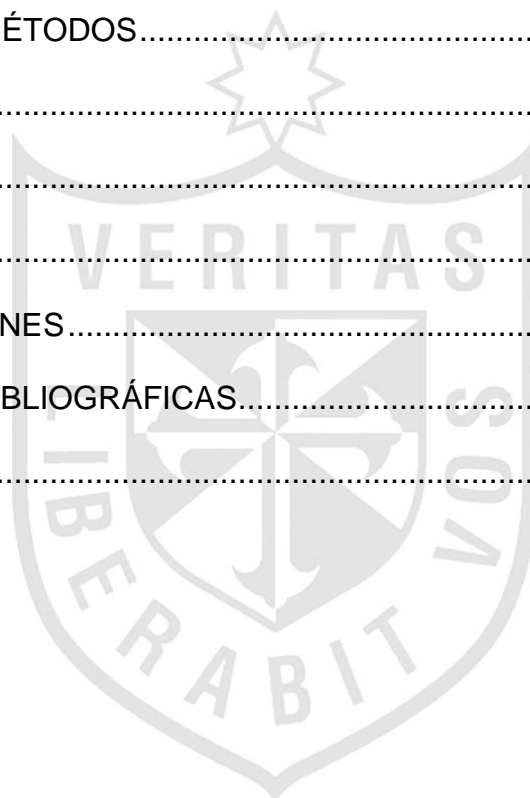 ÉTODOS................................
................................
................................
................................
NES................................
BLIOGRÁFICAS................................
................................
VERITAS
LIBERABIT VOS